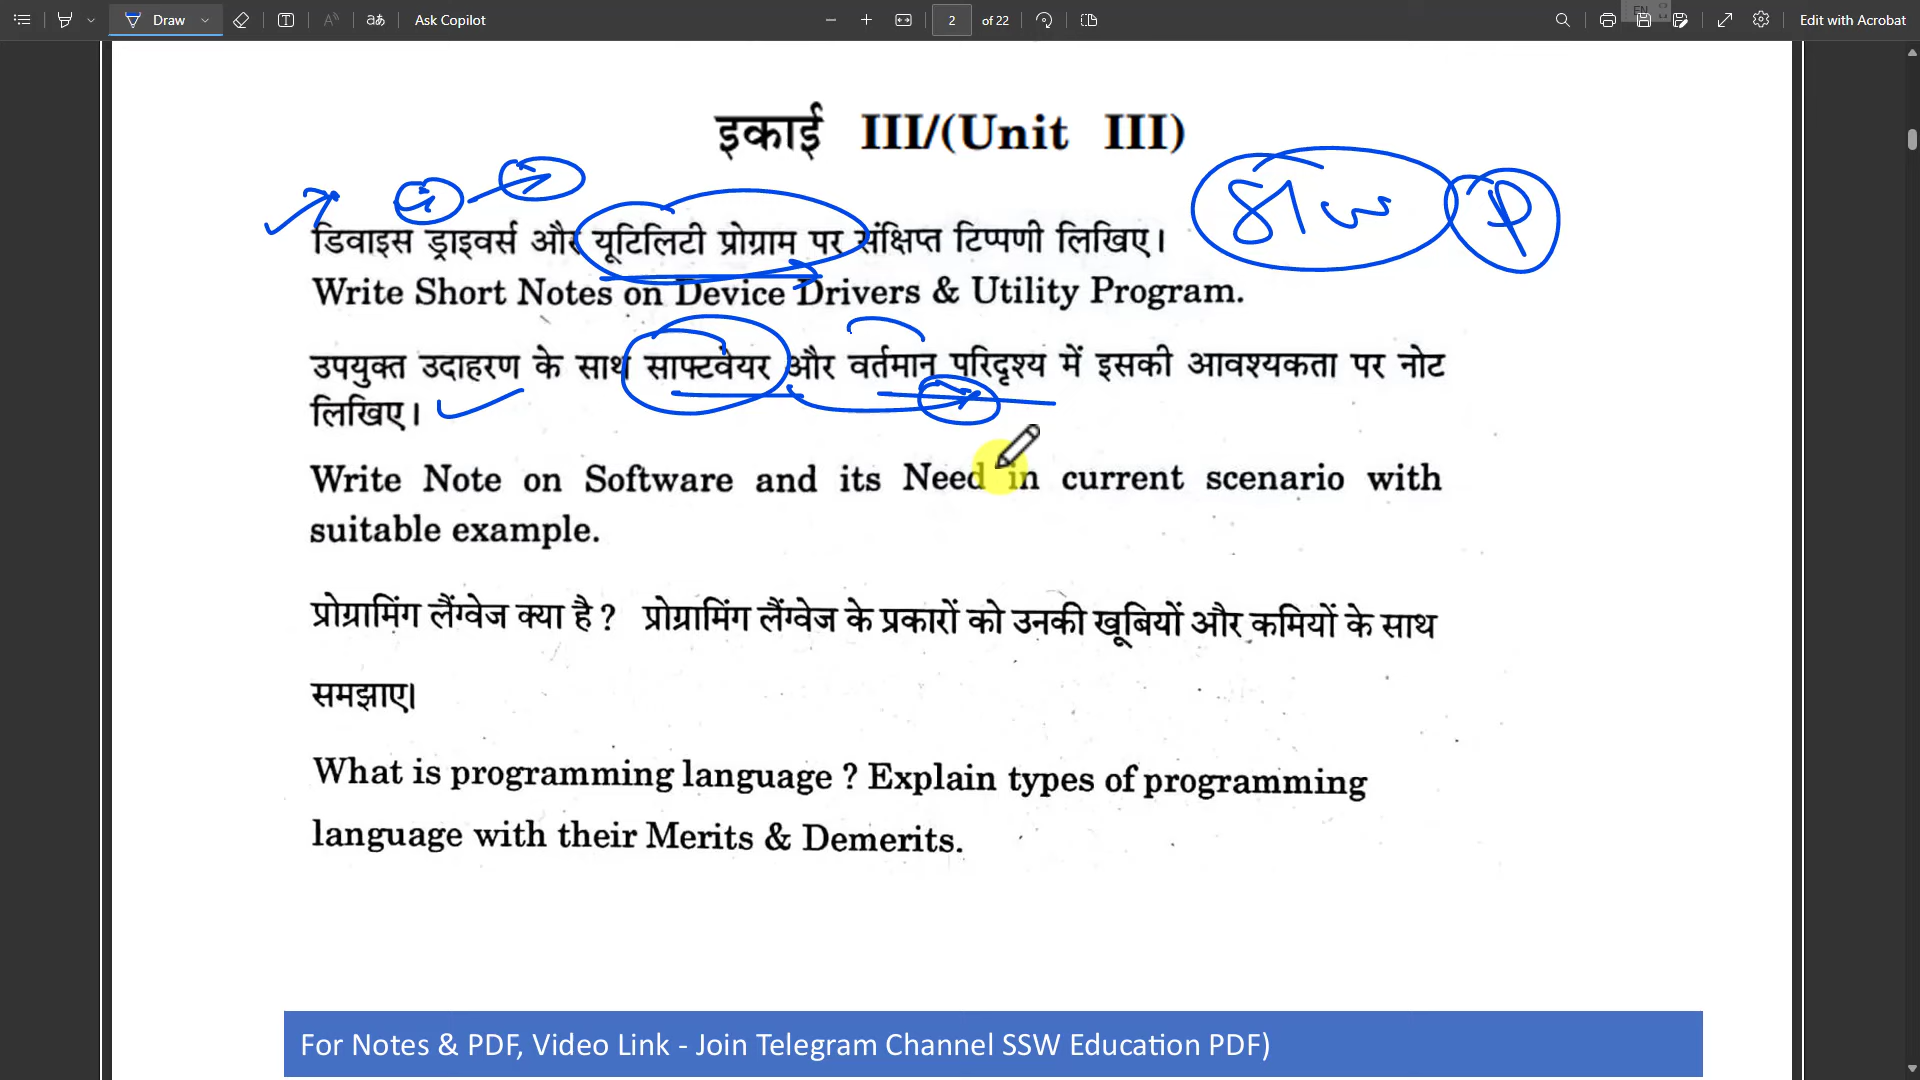 Draw
Ask Copilot
2 of 22
EN
Edit with Acrobat
इकाई III/(Unit III)
डिवाइस ड्राइवर्स और यूटिलिटी प्रोग्राम पर संक्षिप्त टिप्पणी लिखिए।
Write Short Notes on Device Drivers & Utility Program.
उपयुक्त उदाहरण के साथ साफ्टवेयर और वर्तमान परिदृश्य में इसकी आवश्यकता पर नोट
लिखिए।
Write Note on Software and its Need in current scenario with
suitable example.
प्रोग्रामिंग लैंग्वेज क्या है ? प्रोग्रामिंग लैंग्वेज के प्रकारों को उनकी खूबियों और कमियों के साथ
समझाए।
What is programming language ? Explain types of programming
language with their Merits & Demerits.
For Notes & PDF, Video Link - Join Telegram Channel SSW Education PDF)